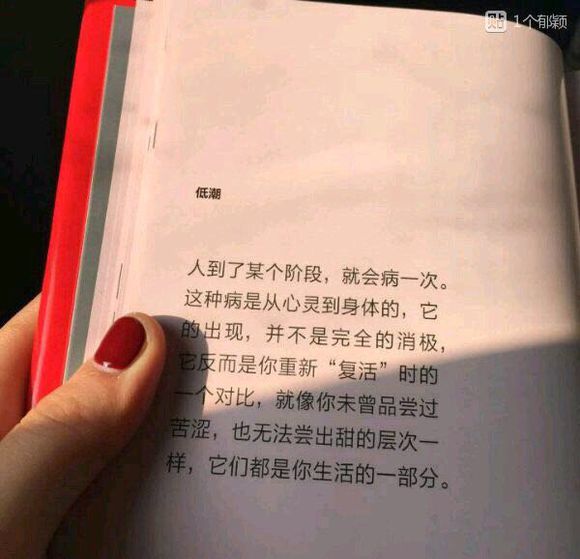 贴 1个郁颖
低潮
人到了某个阶段，就会病一次。
这种病是从心灵到身体的，它
的出现，并不是完全的消极，
它反而是你重新“复活”时的
一个对比，就像你未曾品尝过
苦涩，也无法尝出甜的层次一
样，它们都是你生活的一部分。